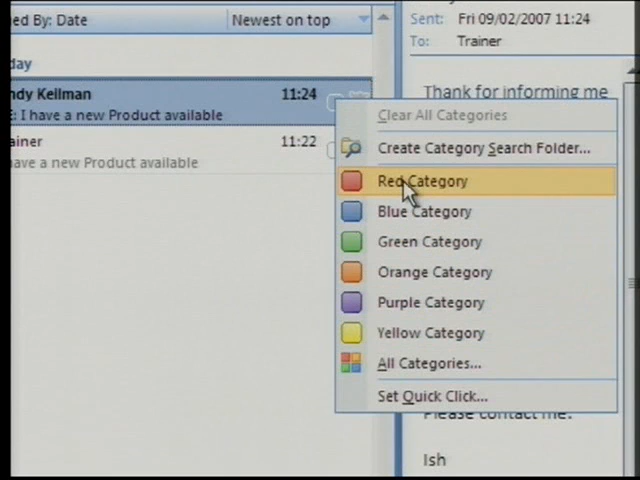 ed By: Date
Newest on top
day
ndy Keilman
11:24
: I have a new Product available
ainer
11:22
ave a new Product available
Sent: Fri 09/02/2007 11:24
To: Trainer
Thank for informing me
Clear All Categories
Create Category Search Folder...
Red Category
Blue Category
Green Category
Orange Category
Purple Category
Yellow Category
All Categories...
Set Quick Click...
Please contact me.
Ish